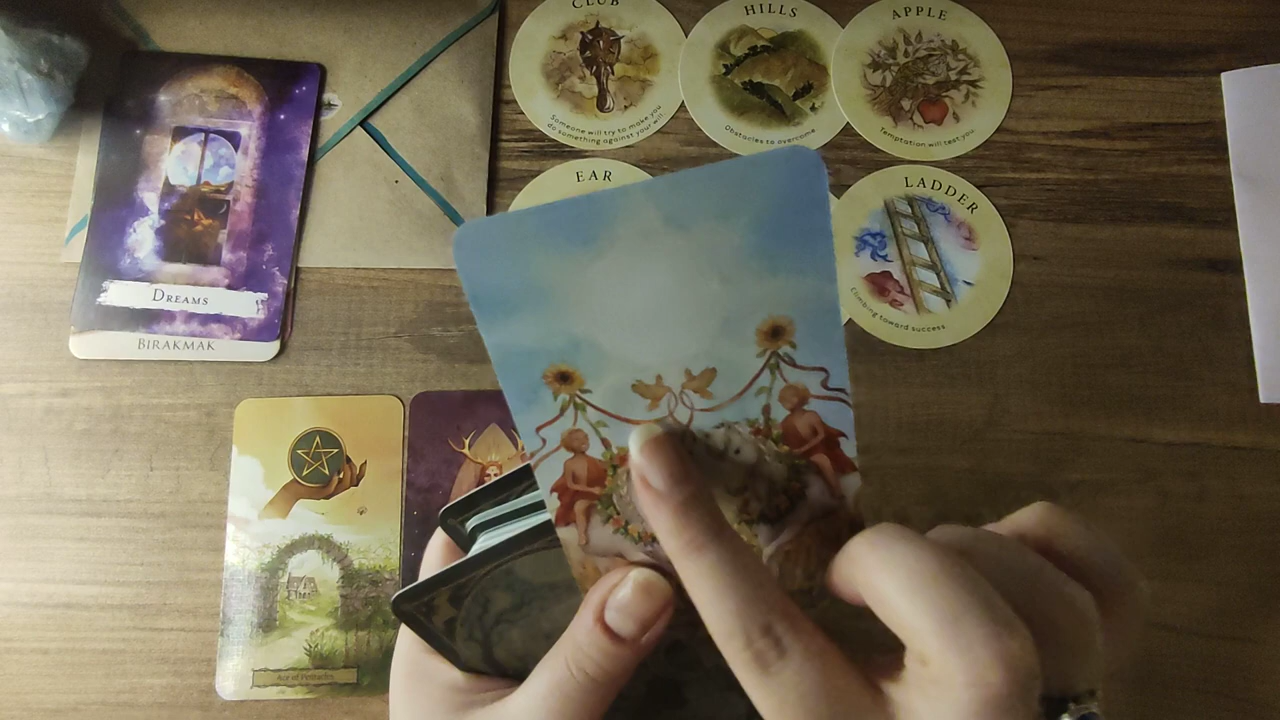 CLUB
Someone will try to make you
do something against your will
HILLS
Obstacles to overcome
APPLE
Temptation will test you.
EAR
LADDER
Climbing toward success
DREAMS
BIRAKMAK
Ace of Pentacles